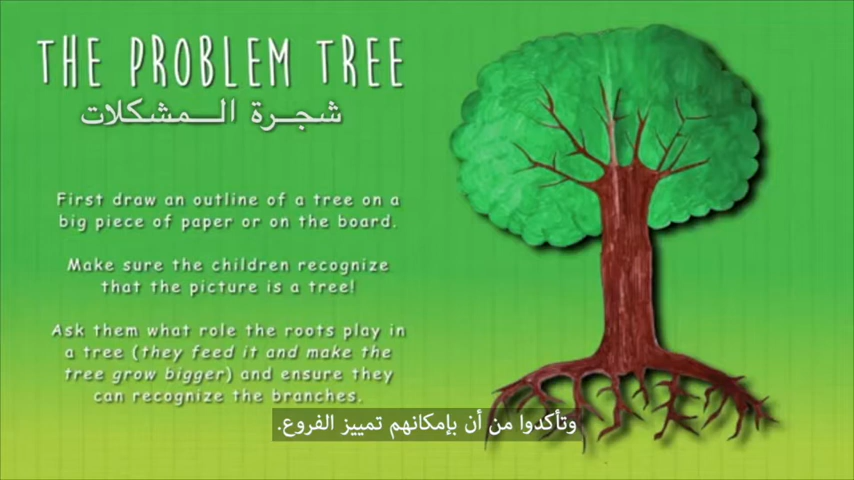 THE PROBLEM TREE
شجرة المشكلات
First draw an outline of a tree on a
big piece of paper or on the board.
Make sure the children recognize
that the picture is a tree!
Ask them what role the roots play in
a tree (they feed it and make the
tree grow bigger) and ensure they
can recognize the branches.
وتأكدوا من أن بإمكانهم تمييز الفروع.